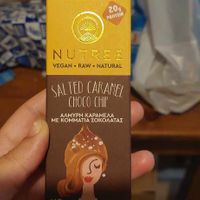 20g
PROTEIN
NUTREE
VEGAN • RAW • NATURAL
SALTED CARAMEL
CHOCO CHIP
ΑΛΜΥΡΗ ΚΑΡΑΜΕΛΑ
ΜΕ ΚΟΜΜΑΤΙΑ ΣΟΚΟΛΑΤΑΣ